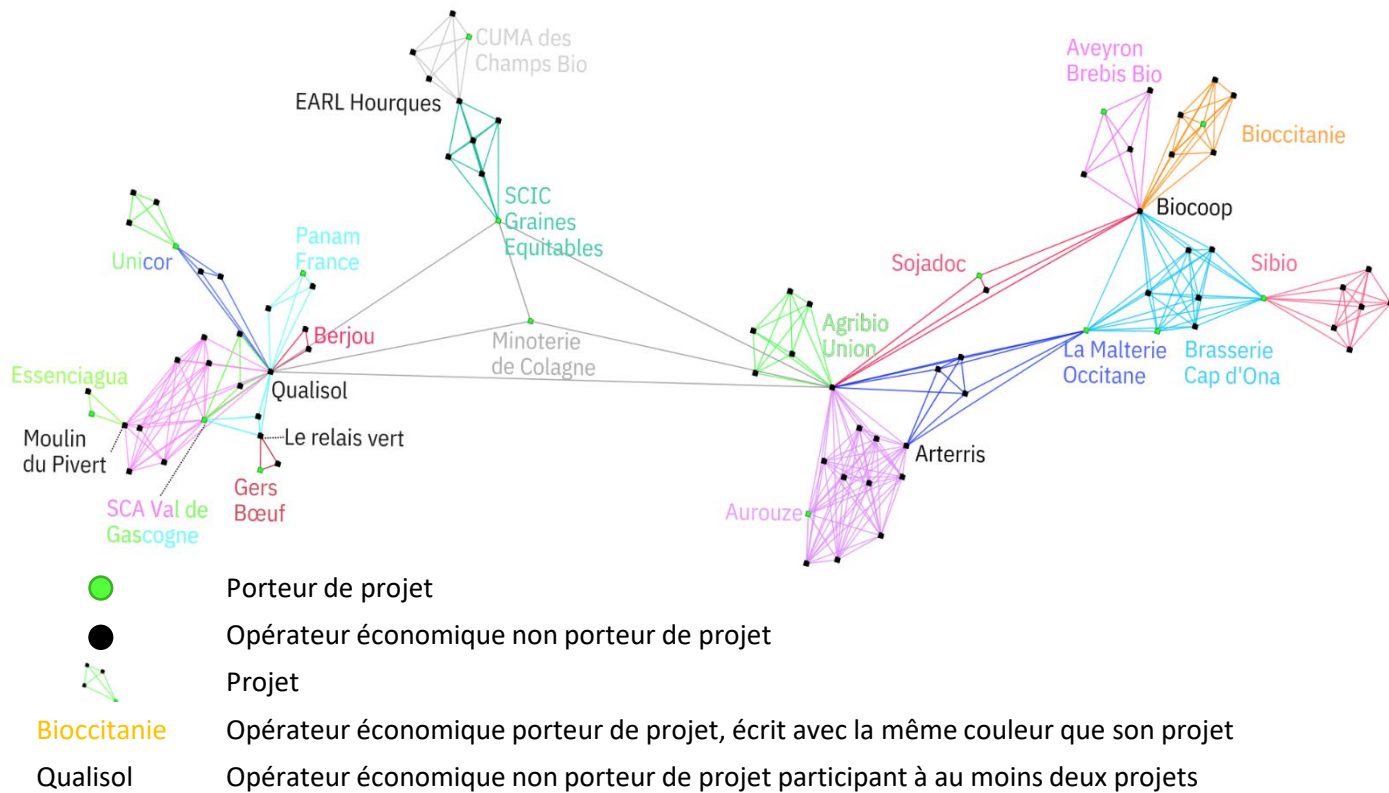 CUMA des
Champs Bio
EARL Hourques
Aveyron
Brebis Bio
Bioccitanie
Biocoop
SCIC
Graines
Equitables
Unicor
Panam
France
Sojadoc
Sibio
Berjou
Minoterie
de Colagne
Agribio
Union
La Malterie
Occitane
Brasserie
Cap d'Ona
Essenciagua
Qualisol
Moulin
du Pivert
Le relais vert
Arterris
SCA Val de
Gascogne
Gers
Bœuf
Aurouze
Porteur de projet
Opérateur économique non porteur de projet
Projet
Bioccitanie Opérateur économique porteur de projet, écrit avec la même couleur que son projet
Qualisol Opérateur économique non porteur de projet participant à au moins deux projets